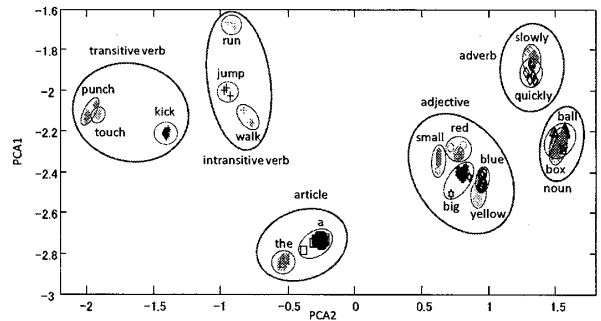 -1.6
slowly
run
transitive verb
adverb
-1.8
jump
quickly
punch
-2
adjective
kick
ball
red
touch
small
-2.2
walk
blue
intransitive verb
box
-2.4
noun
article
big
yellow
-2.6
a
the
-2.8
-3
-2
-1.5
-1
-0.5
0
0.5
1
1.5
PCA1
PCA2